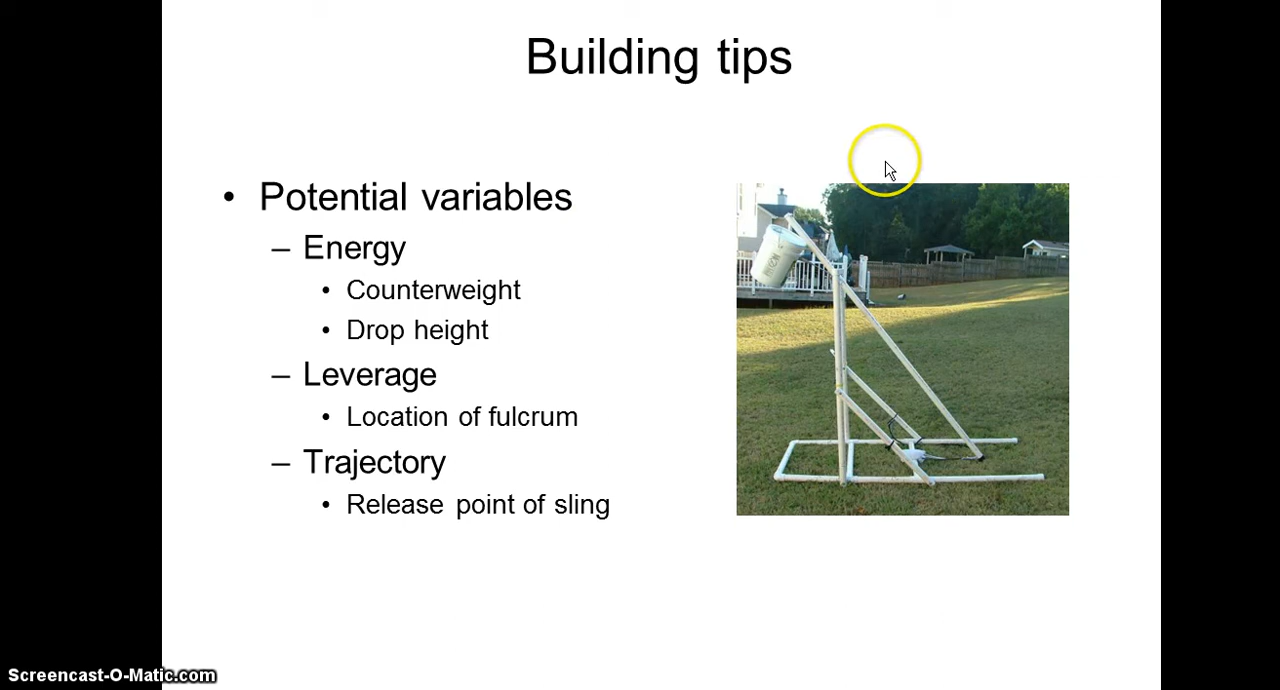 Building tips
• Potential variables
– Energy
• Counterweight
• Drop height
– Leverage
• Location of fulcrum
– Trajectory
• Release point of sling
Screencast-O-Matic.com